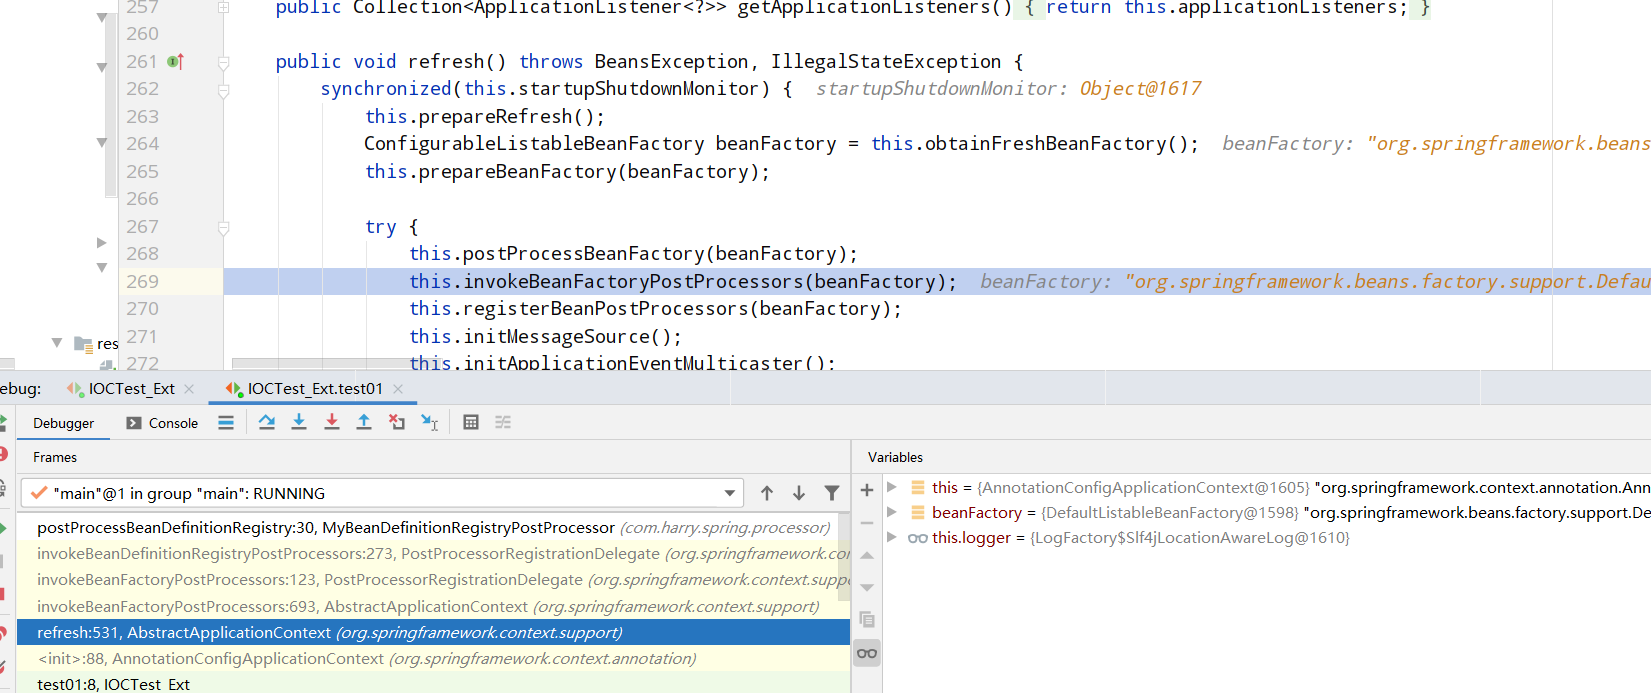 257 public Collection<ApplicationListener<?>> getApplicationListeners() { return this.applicationListeners; }
260
261 public void refresh() throws BeansException, IllegalStateException {
262 synchronized(this.startupShutdownMonitor) { startupShutdownMonitor: Object@1617
263 this.prepareRefresh();
264 ConfigurableListableBeanFactory beanFactory = this.obtainFreshBeanFactory(); beanFactory: "org.springframework.beans
265 this.prepareBeanFactory(beanFactory);
266
267 try {
268 this.postProcessBeanFactory(beanFactory);
269 this.invokeBeanFactoryPostProcessors(beanFactory); beanFactory: "org.springframework.beans.factory.support.Defau
270 this.registerBeanPostProcessors(beanFactory);
271 this.initMessageSource();
272 this.initApplicationEventMulticaster();
res
ebug: IOCTest_Ext IOCTest_Ext.test01
Debugger Console
Frames
"main"@1 in group "main": RUNNING
postProcessBeanDefinitionRegistry:30, MyBeanDefinitionRegistryPostProcessor (com.harry.spring.processor)
invokeBeanDefinitionRegistryPostProcessors:273, PostProcessorRegistrationDelegate (org.springframework.con
invokeBeanFactoryPostProcessors:123, PostProcessorRegistrationDelegate (org.springframework.context.suppo
invokeBeanFactoryPostProcessors:693, AbstractApplicationContext (org.springframework.context.support)
refresh:531, AbstractApplicationContext (org.springframework.context.support)
<init>:88, AnnotationConfigApplicationContext (org.springframework.context.annotation)
test01:8, IOCTest_Ext
Variables
this = {AnnotationConfigApplicationContext@1605} "org.springframework.context.annotation.Ann
beanFactory = {DefaultListableBeanFactory@1598} "org.springframework.beans.factory.support.De
this.logger = {LogFactory$Slf4jLocationAwareLog@1610}